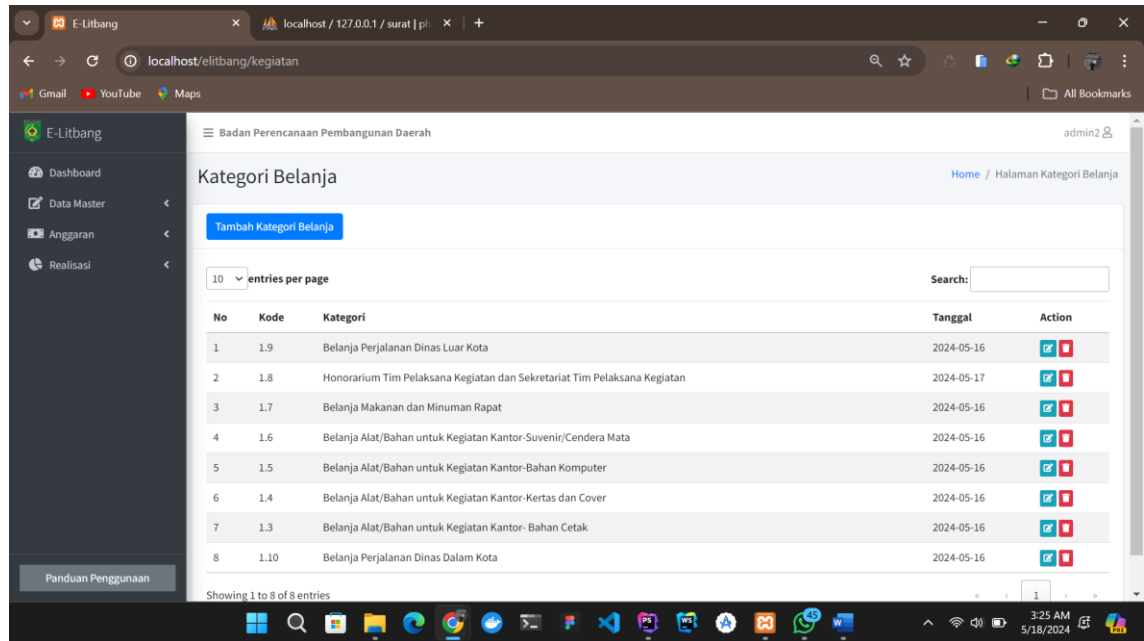 E-Litbang
localhost / 127.0.0.1 / surat | ph
localhost/elitbang/kegiatan
Gmail YouTube Maps All Bookmarks
E-Litbang
Badan Perencanaan Pembangunan Daerah admin2
Dashboard
Data Master
Anggaran
Realisasi
Panduan Penggunaan
Kategori Belanja Home / Halaman Kategori Belanja
Tambah Kategori Belanja
10 entries per page Search:
No Kode Kategori Tanggal Action
1 1.9 Belanja Perjalanan Dinas Luar Kota 2024-05-16
2 1.8 Honorarium Tim Pelaksana Kegiatan dan Sekretariat Tim Pelaksana Kegiatan 2024-05-17
3 1.7 Belanja Makanan dan Minuman Rapat 2024-05-16
4 1.6 Belanja Alat/Bahan untuk Kegiatan Kantor-Suvenir/Cendera Mata 2024-05-16
5 1.5 Belanja Alat/Bahan untuk Kegiatan Kantor-Bahan Komputer 2024-05-16
6 1.4 Belanja Alat/Bahan untuk Kegiatan Kantor-Kertas dan Cover 2024-05-16
7 1.3 Belanja Alat/Bahan untuk Kegiatan Kantor- Bahan Cetak 2024-05-16
8 1.10 Belanja Perjalanan Dinas Dalam Kota 2024-05-16
Showing 1 to 8 of 8 entries « ‹ 1 › »
45
3:25 AM
5/18/2024